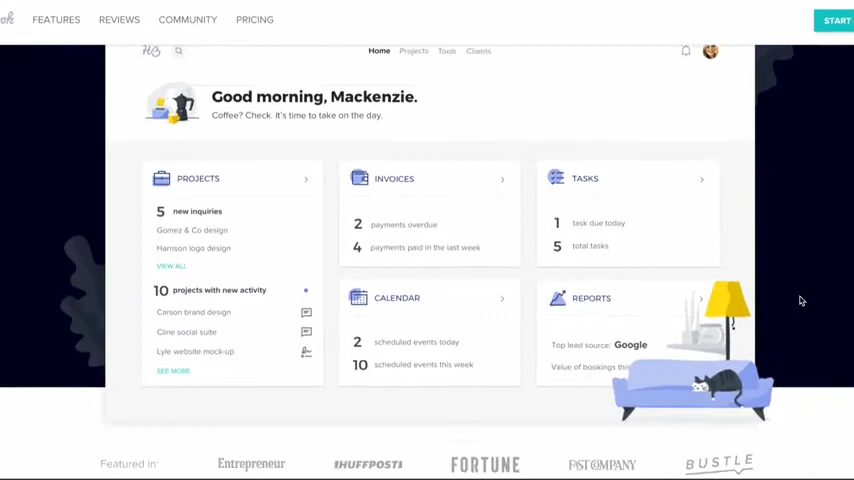 ok FEATURES REVIEWS COMMUNITY PRICING START
HB Home Projects Tools Clients
Good morning, Mackenzie.
Coffee? Check. It's time to take on the day.
PROJECTS
5 new inquiries
Gomez & Co design
Harrison logo design
VIEW ALL
10 projects with new activity
Carson brand design
Cline social suite
Lyle website mock-up
SEE MORE
INVOICES
2 payments overdue
4 payments paid in the last week
CALENDAR
2 scheduled events today
10 scheduled events this week
TASKS
1 task due today
5 total tasks
REPORTS
Top lead source: Google
Value of bookings this
Featured in Entrepreneur IHUFFPOSTI FORTUNE FAST COMPANY BUSTLE